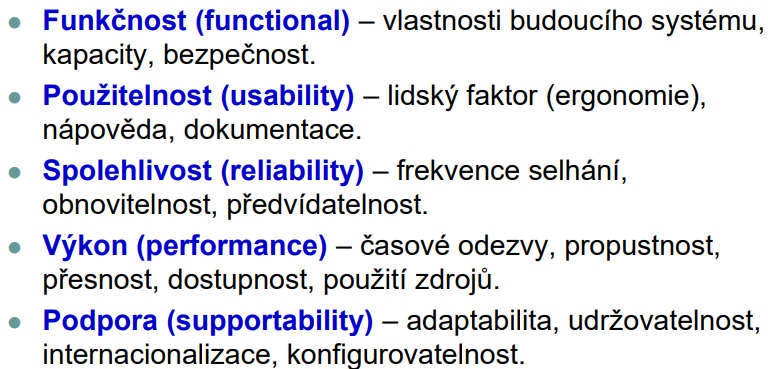 ● Funkčnost (functional) – vlastnosti budoucího systému,
kapacity, bezpečnost.
● Použitelnost (usability) – lidský faktor (ergonomie),
nápověda, dokumentace.
● Spolehlivost (reliability) – frekvence selhání,
obnovitelnost, předvídatelnost.
● Výkon (performance) – časové odezvy, propustnost,
přesnost, dostupnost, použití zdrojů.
● Podpora (supportability) – adaptabilita, udržovatelnost,
internacionalizace, konfigurovatelnost.